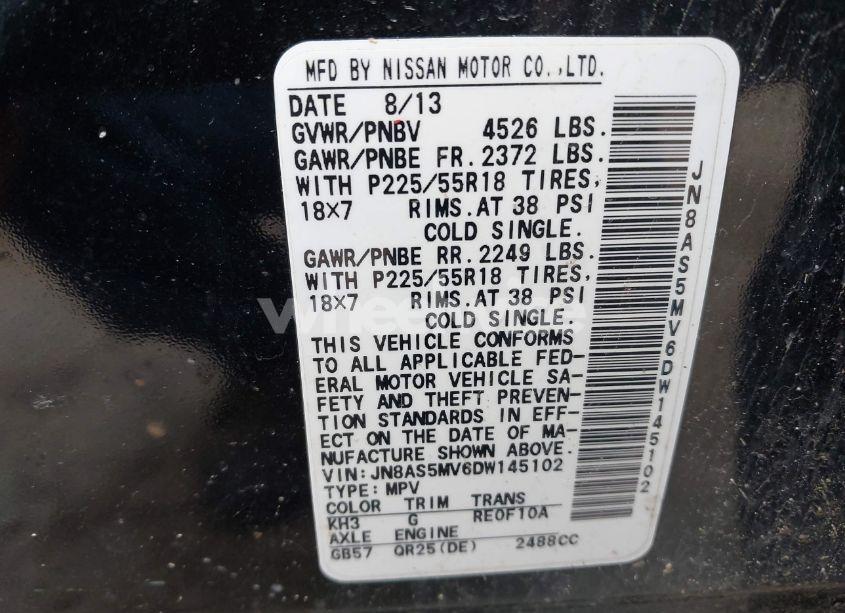 MFD BY NISSAN MOTOR CO.,LTD.
DATE 8/13
GVWR/PNBV 4526 LBS.
GAWR/PNBE FR. 2372 LBS.
WITH P225/55R18 TIRES,
18×7 RIMS. AT 38 PSI
COLD SINGLE.
GAWR/PNBE RR. 2249 LBS.
WITH P225/55R18 TIRES,
18×7 RIMS. AT 38 PSI
COLD SINGLE.
THIS VEHICLE CONFORMS
TO ALL APPLICABLE FED-
ERAL MOTOR VEHICLE SA-
FETY AND THEFT PREVEN-
TION STANDARDS IN EFF-
ECT ON THE DATE OF MA-
NUFACTURE SHOWN ABOVE.
VIN:JN8AS5MV6DW145102
TYPE:MPV
COLOR TRIM TRANS
KH3 G RE0F10A
AXLE ENGINE
GB57 QR25(DE) 2488CC
JN8AS5MV6DW145102